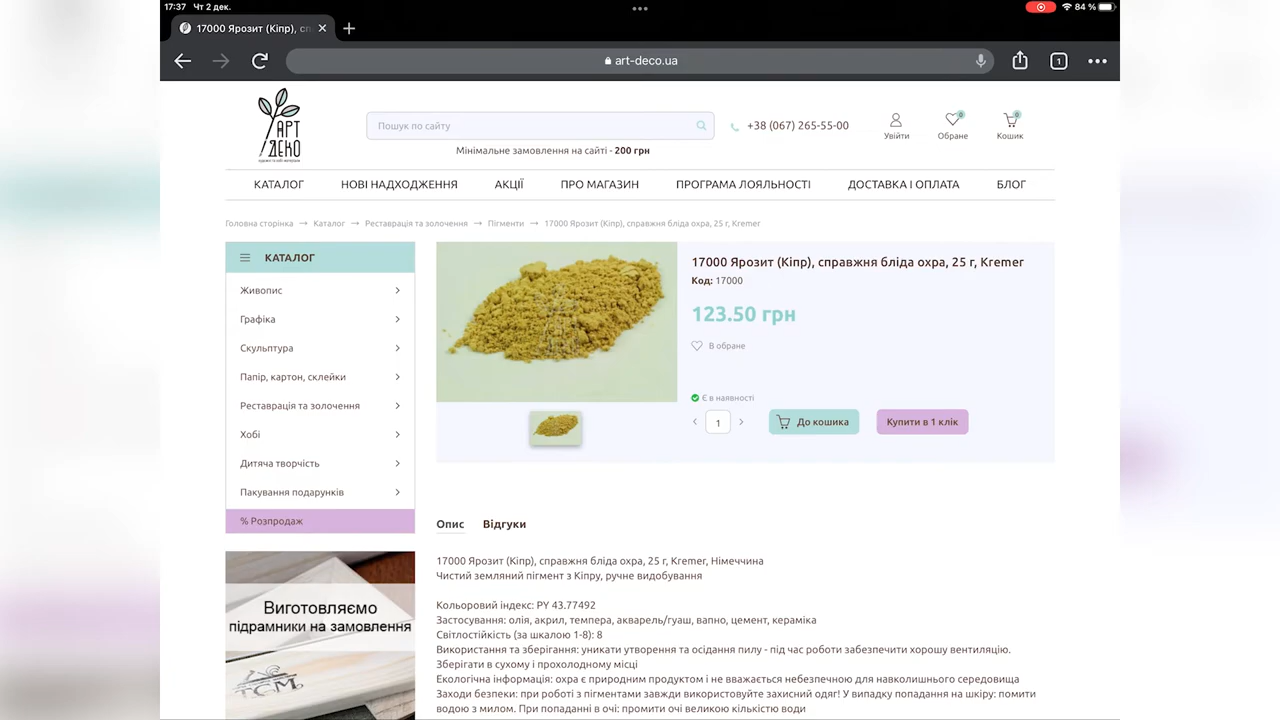 17:37 Чт 2 дек.
84 %
17000 Ярозит (Кіпр), сп
art-deco.ua
1
АРТ ДЕКО
Пошук по сайту
+38 (067) 265-55-00
Увійти
0
Обране
0
Кошик
Мінімальне замовлення на сайті - 200 грн
КАТАЛОГ НОВІ НАДХОДЖЕННЯ АКЦІЇ ПРО МАГАЗИН ПРОГРАМА ЛОЯЛЬНОСТІ ДОСТАВКА І ОПЛАТА БЛОГ
Головна сторінка → Каталог → Реставрація та золочення → Пігменти → 17000 Ярозит (Кіпр), справжня бліда охра, 25 г, Kremer
КАТАЛОГ
Живопис
Графіка
Скульптура
Папір, картон, склейки
Реставрація та золочення
Хобі
Дитяча творчість
Пакування подарунків
% Розпродаж
17000 Ярозит (Кіпр), справжня бліда охра, 25 г, Kremer
Код: 17000
123.50 грн
В обране
Є в наявності
1
До кошика
Купити в 1 клік
Опис Відгуки
17000 Ярозит (Кіпр), справжня бліда охра, 25 г, Kremer, Німеччина
Чистий земляний пігмент з Кіпру, ручне видобування
Кольоровий індекс: PY 43.77492
Застосування: олія, акрил, темпера, акварель/гуаш, вапно, цемент, кераміка
Світлостійкість (за шкалою 1-8): 8
Використання та зберігання: уникати утворення та осідання пилу - під час роботи забезпечити хорошу вентиляцію.
Зберігати в сухому і прохолодному місці
Екологічна інформація: охра є природним продуктом і не вважається небезпечною для навколишнього середовища
Заходи безпеки: при роботі з пігментами завжди використовуйте захисний одяг! У випадку попадання на шкіру: помити
водою з милом. При попаданні в очі: промити очі великою кількістю води
Виготовляємо
підрамники на замовлення